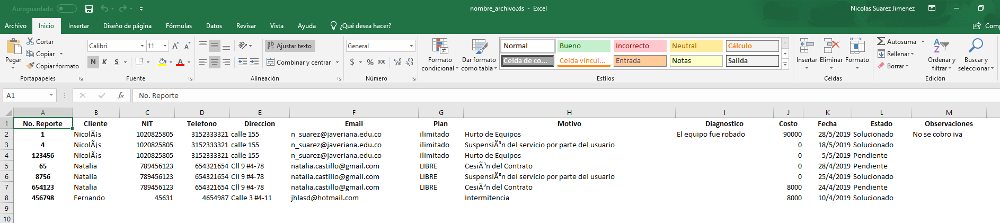 Autoguardado
nombre_archivo.xls - Excel
Nicolas Suarez Jimenez
Archivo Inicio Insertar Diseño de página Fórmulas Datos Revisar Vista Ayuda ¿Qué desea hacer? Comp
Pegar
Cortar
Copiar
Copiar formato
Portapapeles
Calibri 11 A A
N K S A
Fuente
Ajustar texto
Combinar y centrar
Alineación
General
$ % 000
Número
Formato condicional
Dar formato como tabla
Normal Bueno Incorrecto Neutral Cálculo
Celda de co... Celda vincul... Entrada Notas Salida
Estilos
Insertar Eliminar Formato
Celdas
Autosuma
Rellenar
Borrar
Ordenar y filtrar
Buscar y seleccionar
Edición
A1 fx No. Reporte
A B C D E F G H I J K L M
1 No. Reporte Cliente NIT Telefono Direccion Email Plan Motivo Diagnostico Costo Fecha Estado Observaciones
2 1 NicolÃ¡s 1020825805 3152333321 calle 155 n_suarez@javeriana.edu.co ilimitado Hurto de Equipos El equipo fue robado 90000 28/5/2019 Solucionado No se cobro iva
3 4 NicolÃ¡s 1020825805 3152333321 calle 155 n_suarez@javeriana.edu.co ilimitado SuspensiÃ³n del servicio por parte del usuario 0 18/5/2019 Solucionado
4 123456 NicolÃ¡s 1020825805 3152333321 calle 155 n_suarez@javeriana.edu.co ilimitado Hurto de Equipos 0 5/5/2019 Pendiente
5 65 Natalia 789456123 654321654 Cll 9 #4-78 natalia.castillo@gmail.com LIBRE CesiÃ³n del Contrato 0 28/4/2019 Pendiente
6 8756 Natalia 789456123 654321654 Cll 9 #4-78 natalia.castillo@gmail.com LIBRE SuspensiÃ³n del servicio por parte del usuario 0 25/4/2019 Solucionado
7 654123 Natalia 789456123 654321654 Cll 9 #4-78 natalia.castillo@gmail.com LIBRE CesiÃ³n del Contrato 8000 24/4/2019 Pendiente
8 456798 Fernando 45631 4654987 Calle 3 #4-11 jhlasd@hotmail.com Intermitencia 8000 10/4/2019 Solucionado
9
10